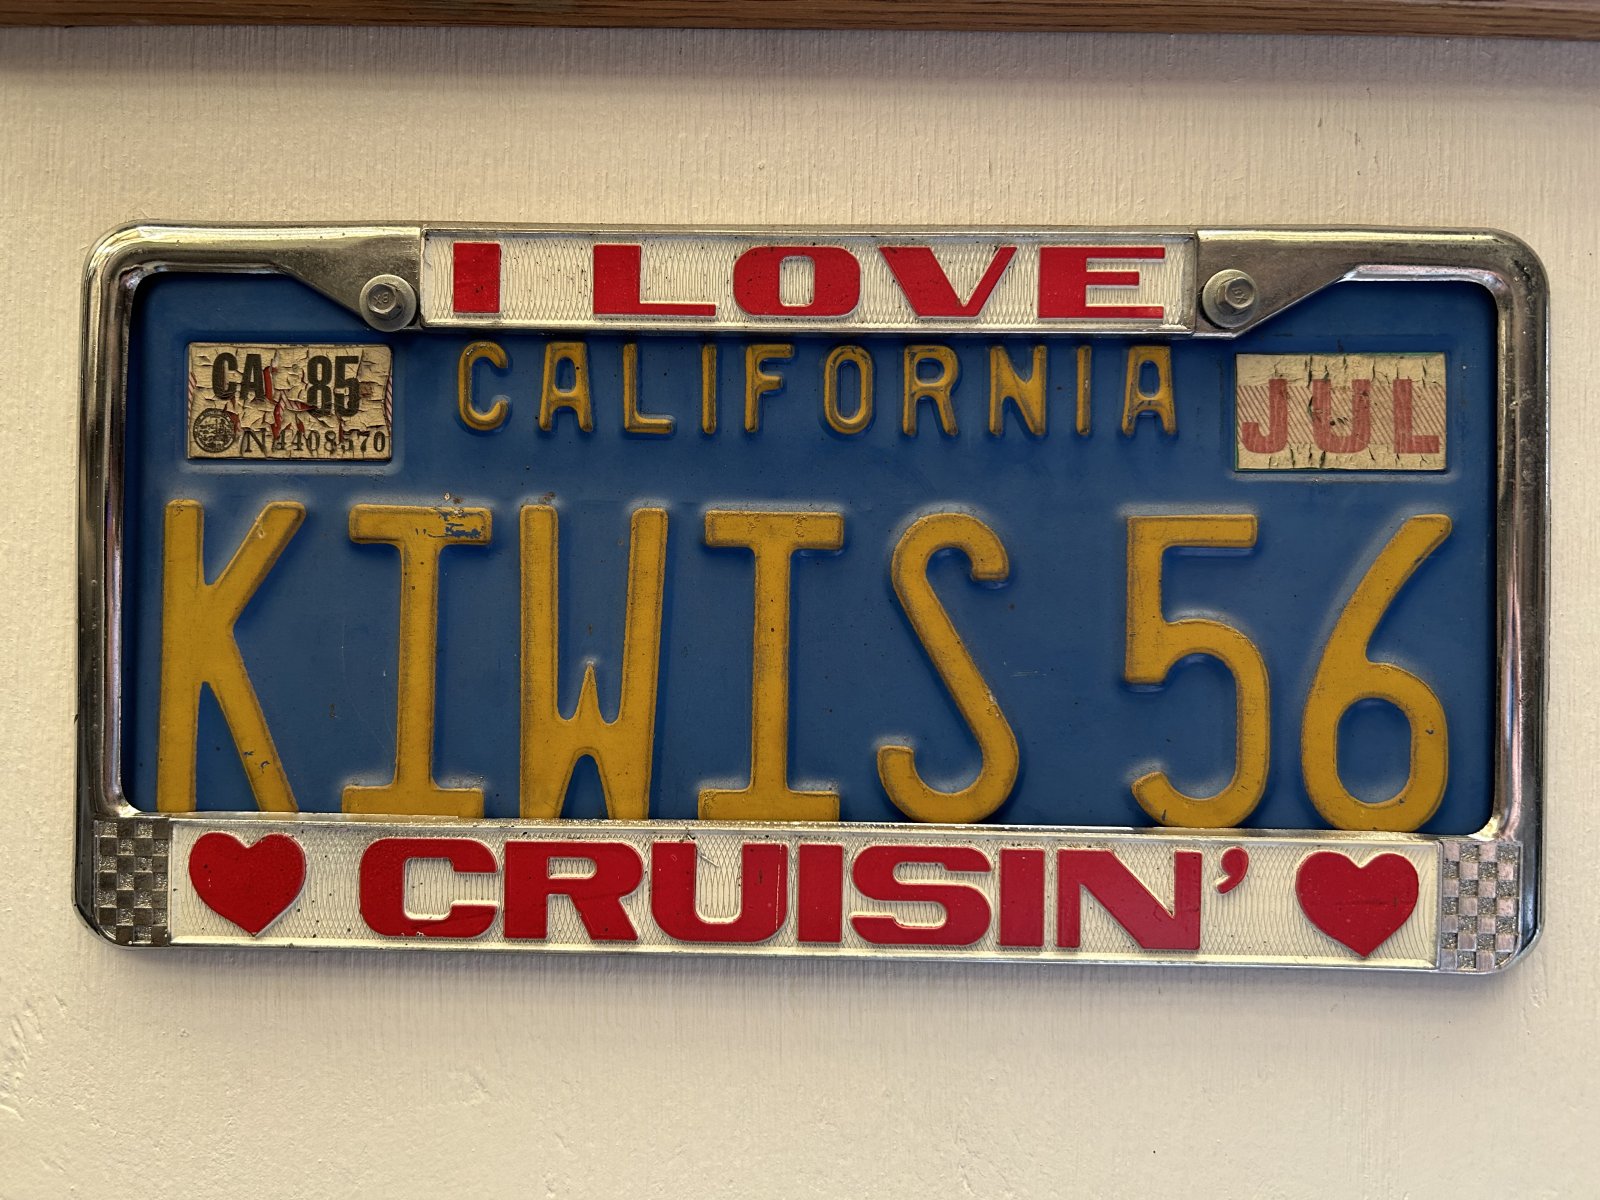 I LOVE
CA 85
N4408570
CALIFORNIA
JUL
KIWIS 56
♥ CRUISIN’ ♥